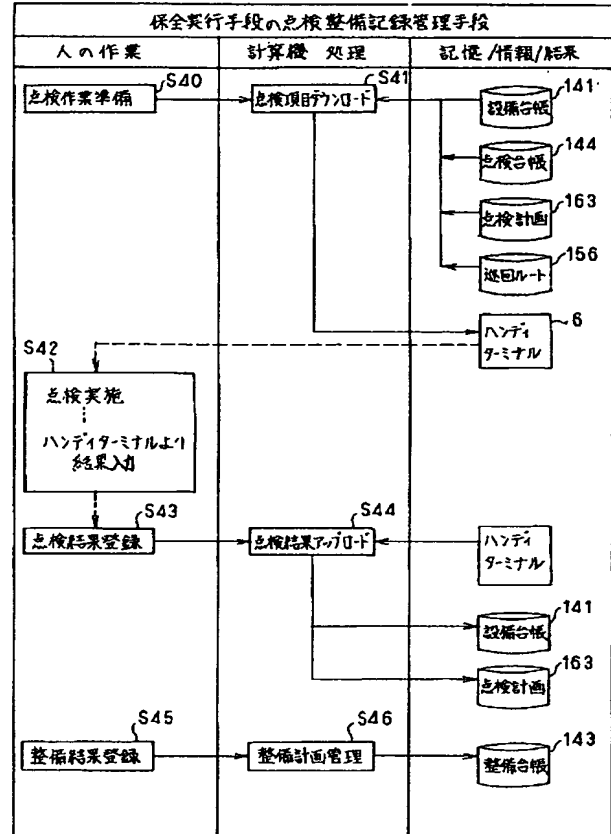 保全実行手段の点検整備記録管理手段
人の作業
計算機 処理
記憶/情報/結果
S40
S41
141
点検作業準備
点検項目ダウンロード
設備台帳
144
点検台帳
163
点検計画
156
巡回ルート
6
S42
ハンディ
ターミナル
点検実施
ハンディターミナルより
結果入力
S43
S44
点検結果登録
点検結果アップロード
ハンディ
ターミナル
141
設備台帳
163
点検計画
S45
S46
143
整備結果登録
整備計画管理
整備台帳